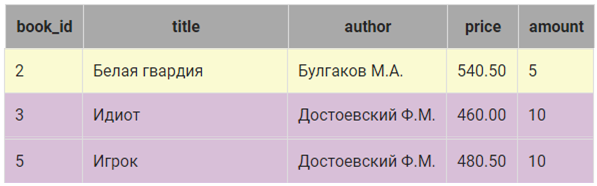 book_id title author price amount
2 Белая гвардия Булгаков М.А. 540.50 5
3 Идиот Достоевский Ф.М. 460.00 10
5 Игрок Достоевский Ф.М. 480.50 10